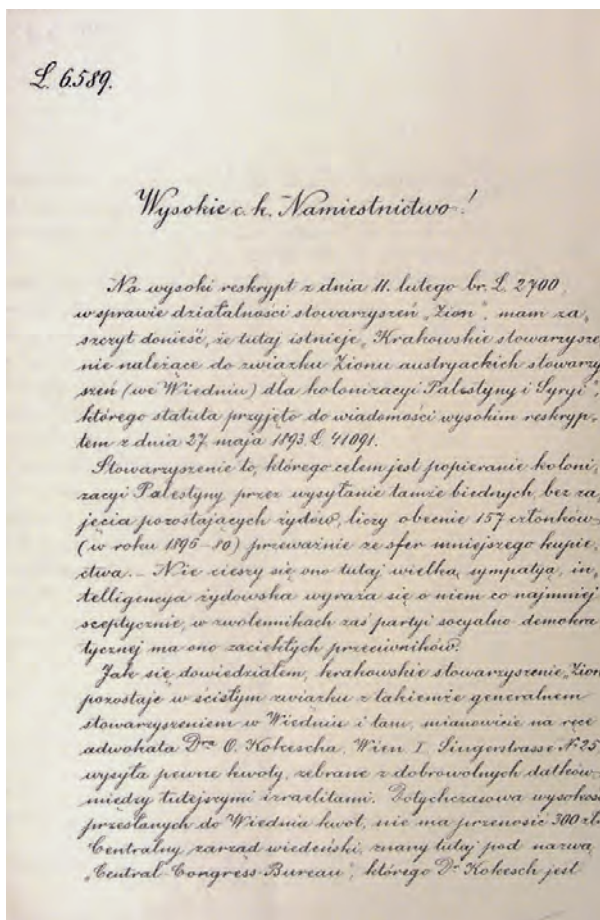 L. 6589.
Wysokie c. k. Namiestnictwo!
Na wysoki reskrypt z dnia 11. lutego br. L. 2700,
w sprawie działalności stowarzyszeń „Zion”, mam za„
szczyt donieść, że tutaj istnieje „Krakowskie stowarzysze
nie należące do związku Zionu austryackich stowarzy
szeń (we Wiedniu) dla kolonizacyi Palestyny i Syryi”,
którego statuta przyjęto do wiadomości wysokim reskryp„
tem z dnia 27. maja 1893. L 41091.
Stowarzyszenie to, którego celem jest popieranie koloni„
zacyi Palestyny, przez wysyłanie tamże biednych, bez za„
jęcia pozostających żydów, liczy obecnie 157 członków
(w roku 1895-80) przeważnie ze sfer mniejszego kupie„
ctwa. – Nie cieszy się ono tutaj wielką sympatyą, in„
telligencya żydowska wyraża się o niem co najmniej
sceptycznie, w zwolennikach zaś partyi socyalno demokra
tycznej ma ono zaciekłych przeciwników.
Jak się dowiedziałem, krakowskie stowarzyszenie „Zion
pozostaje w ścisłym związku z takiemże generalnem
stowarzyszeniem w Wiedniu i tam, mianowicie na ręce
adwokata Dra O. Kokescha, Wien I. Singerstrasse № 25
wysyła pewne kwoty, zebrane z dobrowolnych datków
między tutejszymi izraelitami. Dotychczasowa wysokość
przesłanych do Wiednia kwot, nie ma przenosić 300 zł.
Centralny zarząd wiedeński, znany tutaj pod nazwą
„Central-Congress-Bureau”, którego Dr Kokesch jest